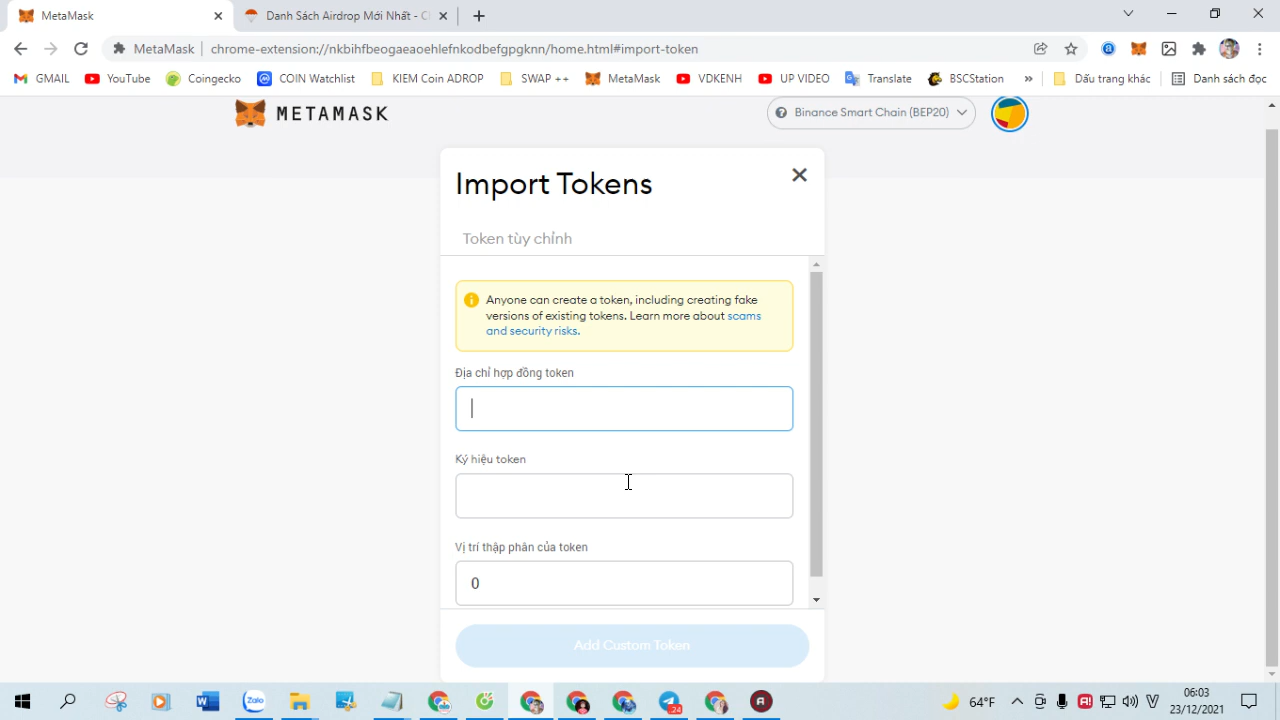 MetaMask
Danh Sách Airdrop Mới Nhất - C
MetaMask
chrome-extension://nkbihfbeogaeaoehlefnkodbefgpgknn/home.html#import-token
GMAIL
YouTube
Coingecko
COIN Watchlist
KIEM Coin ADROP
SWAP ++
MetaMask
VDKENH
UP VIDEO
Translate
BSCStation
»
Dấu trang khác
Danh sách đọc
METAMASK
Binance Smart Chain (BEP20)
Import Tokens
Token tùy chỉnh
Anyone can create a token, including creating fake
versions of existing tokens. Learn more about scams
and security risks.
Địa chỉ hợp đồng token
Ký hiệu token
Vị trí thập phân của token
0
Add Custom Token
Zalo
24
64°F
06:03
23/12/2021